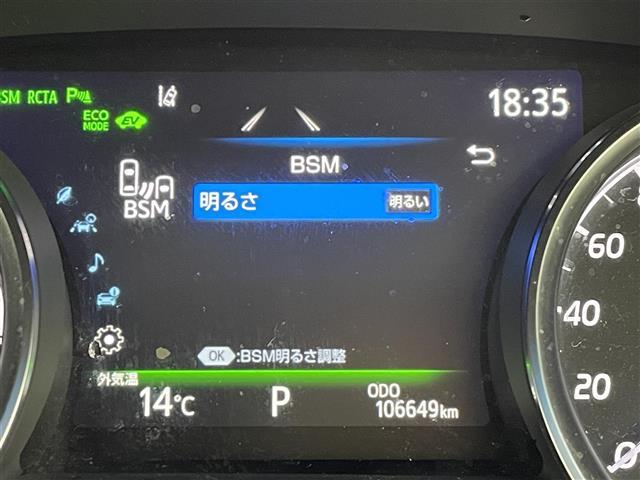 BSM RCTA P
18:35
ECO
MODE EV
BSM
BSM
明るさ 明るい
OK :BSM明るさ調整
外気温
14℃ P ODO
106649km
60
40
20
0